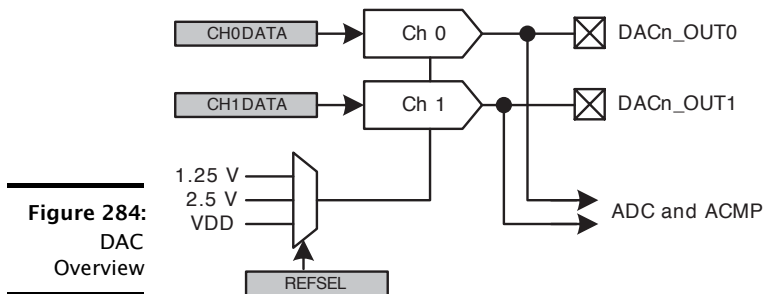 CH0DATA
Ch 0
DACn_OUT0
CH1DATA
Ch 1
DACn_OUT1
1.25 V
2.5 V
VDD
ADC and ACMP
REFSEL
Figure 284:
DAC
Overview